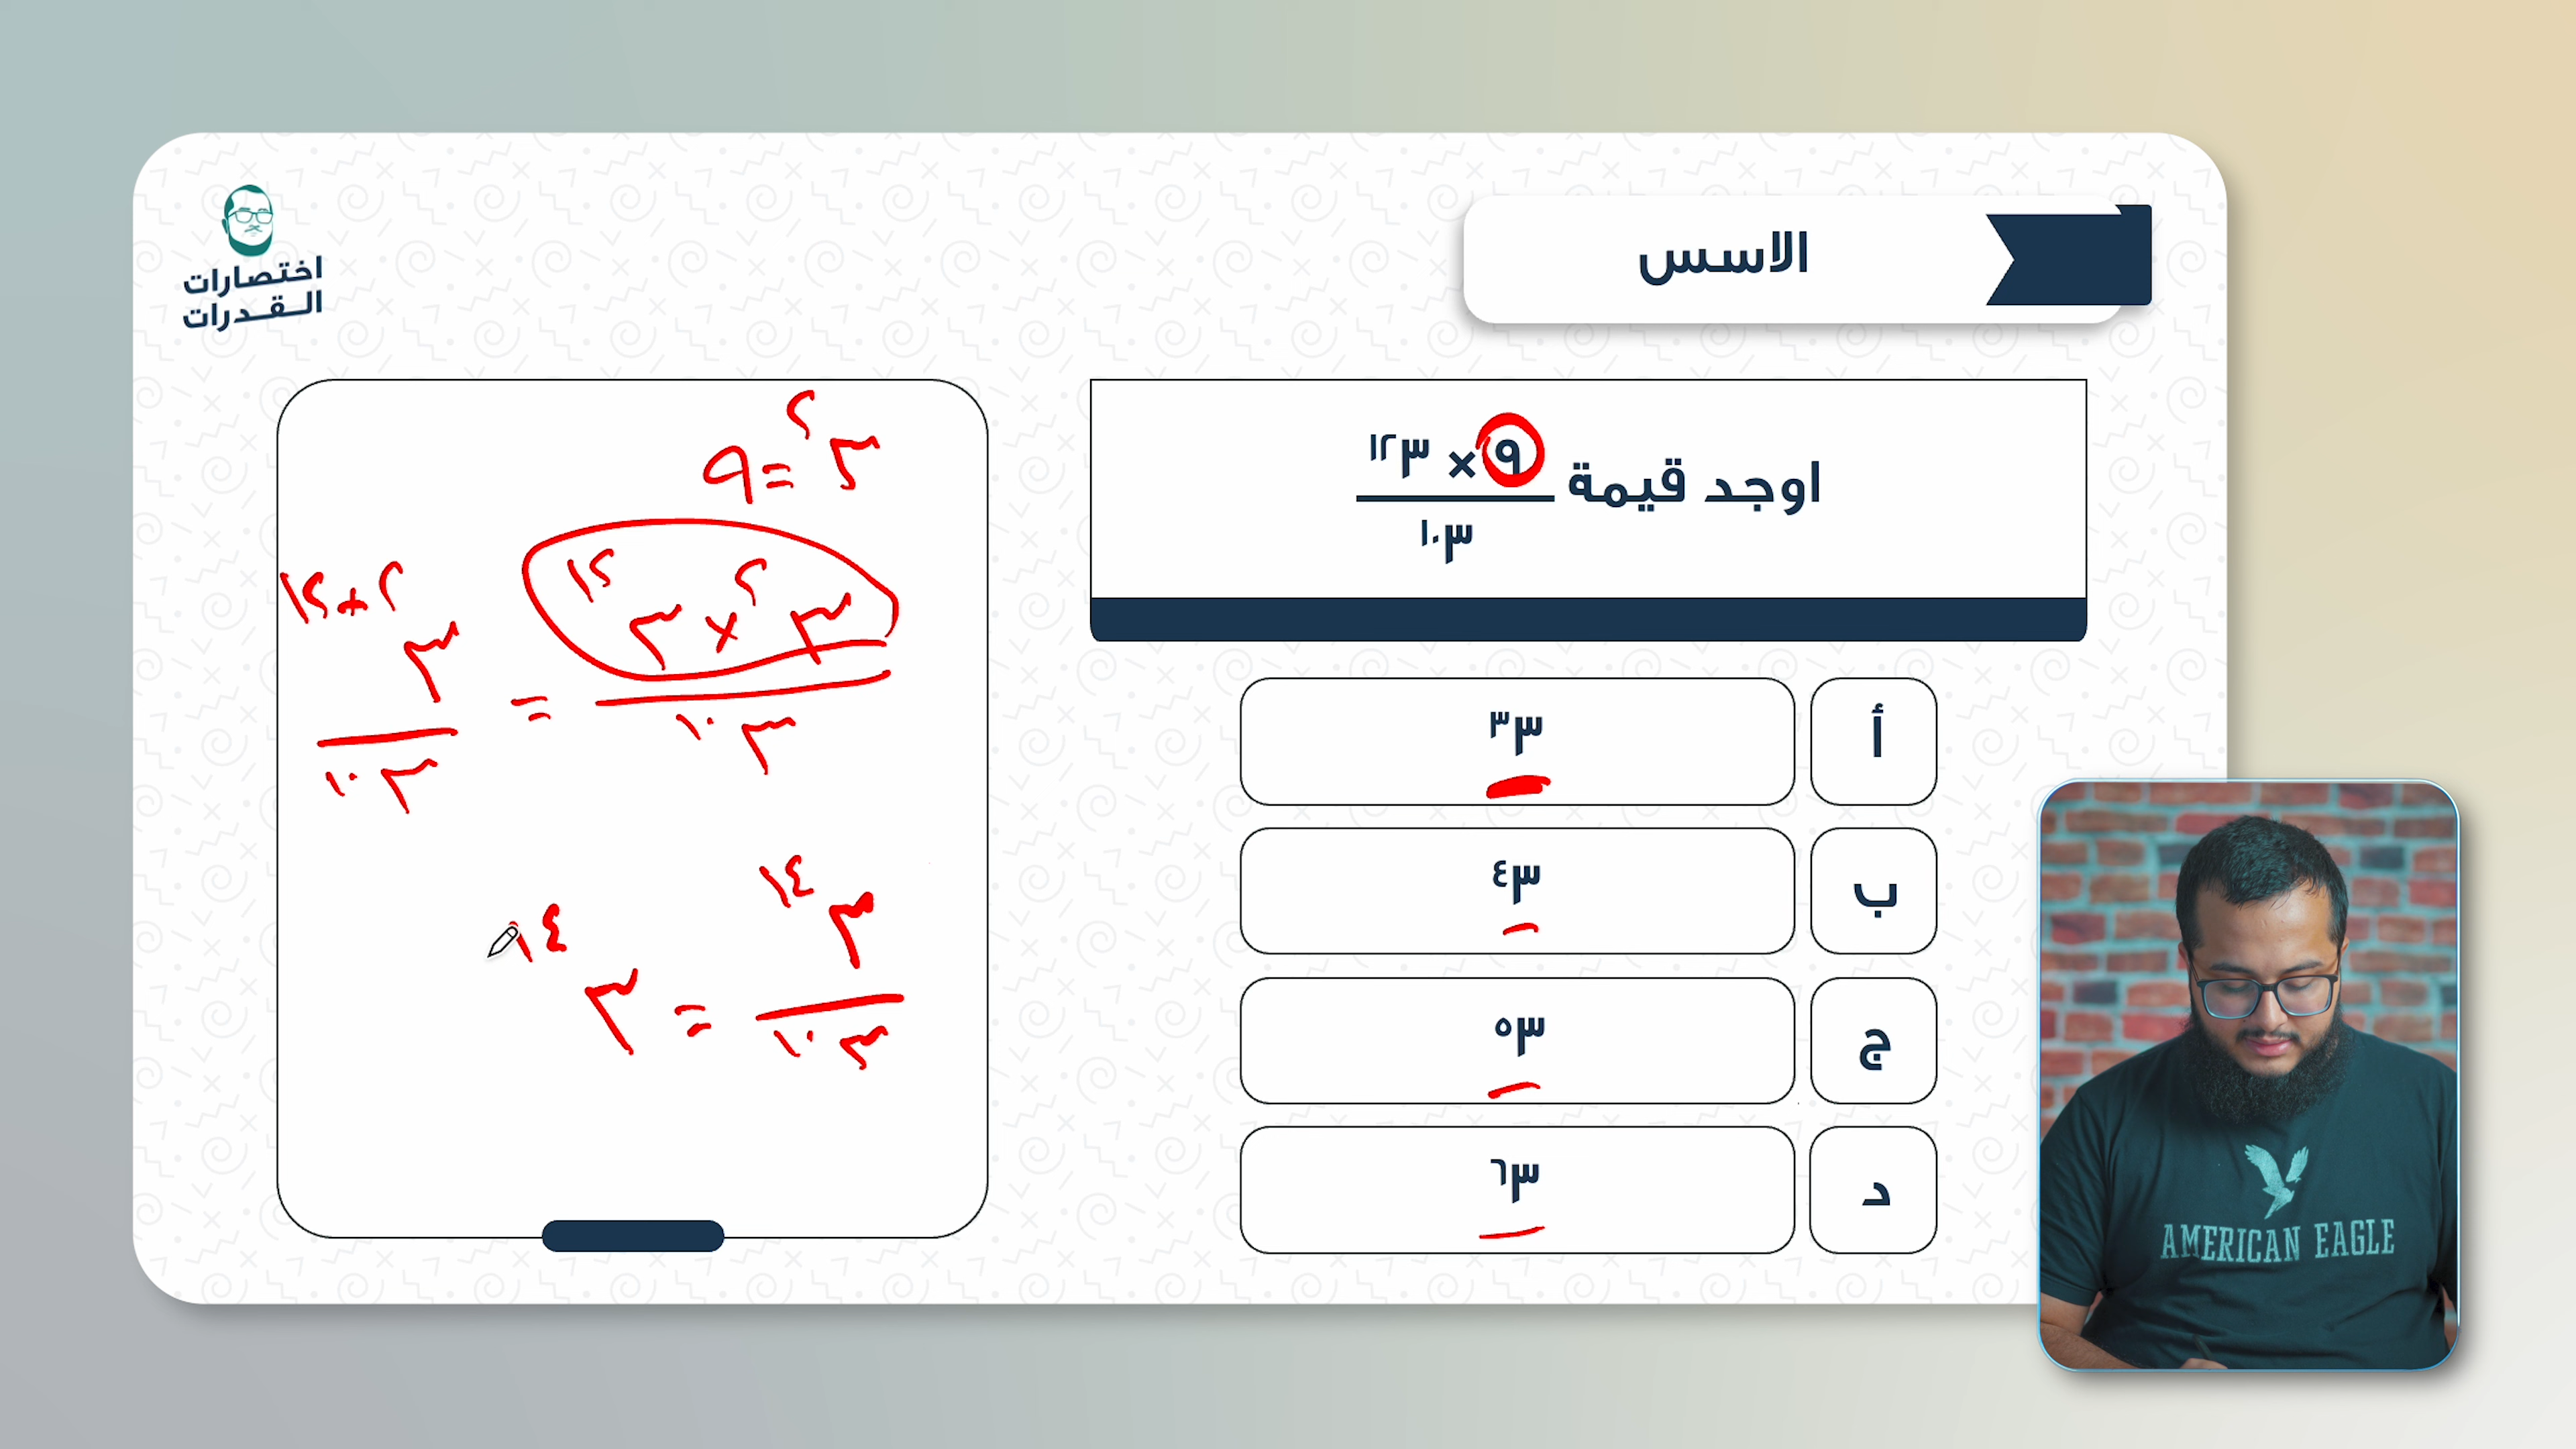 الاسس
اختصارات
القدرات
اوجد قيمة ٩ × ٣^١٢ / ٣^١٠
أ ٣^٣
ب ٣^٤
ج ٣^٥
د ٣^٦
٣^٢ = ٩
٣^٢ × ٣^١٢ / ٣^١٠ = ٣^٢+١٢ / ٣^١٠
٣^١٤ / ٣^١٠ = ٣^١٤
AMERICAN EAGLE